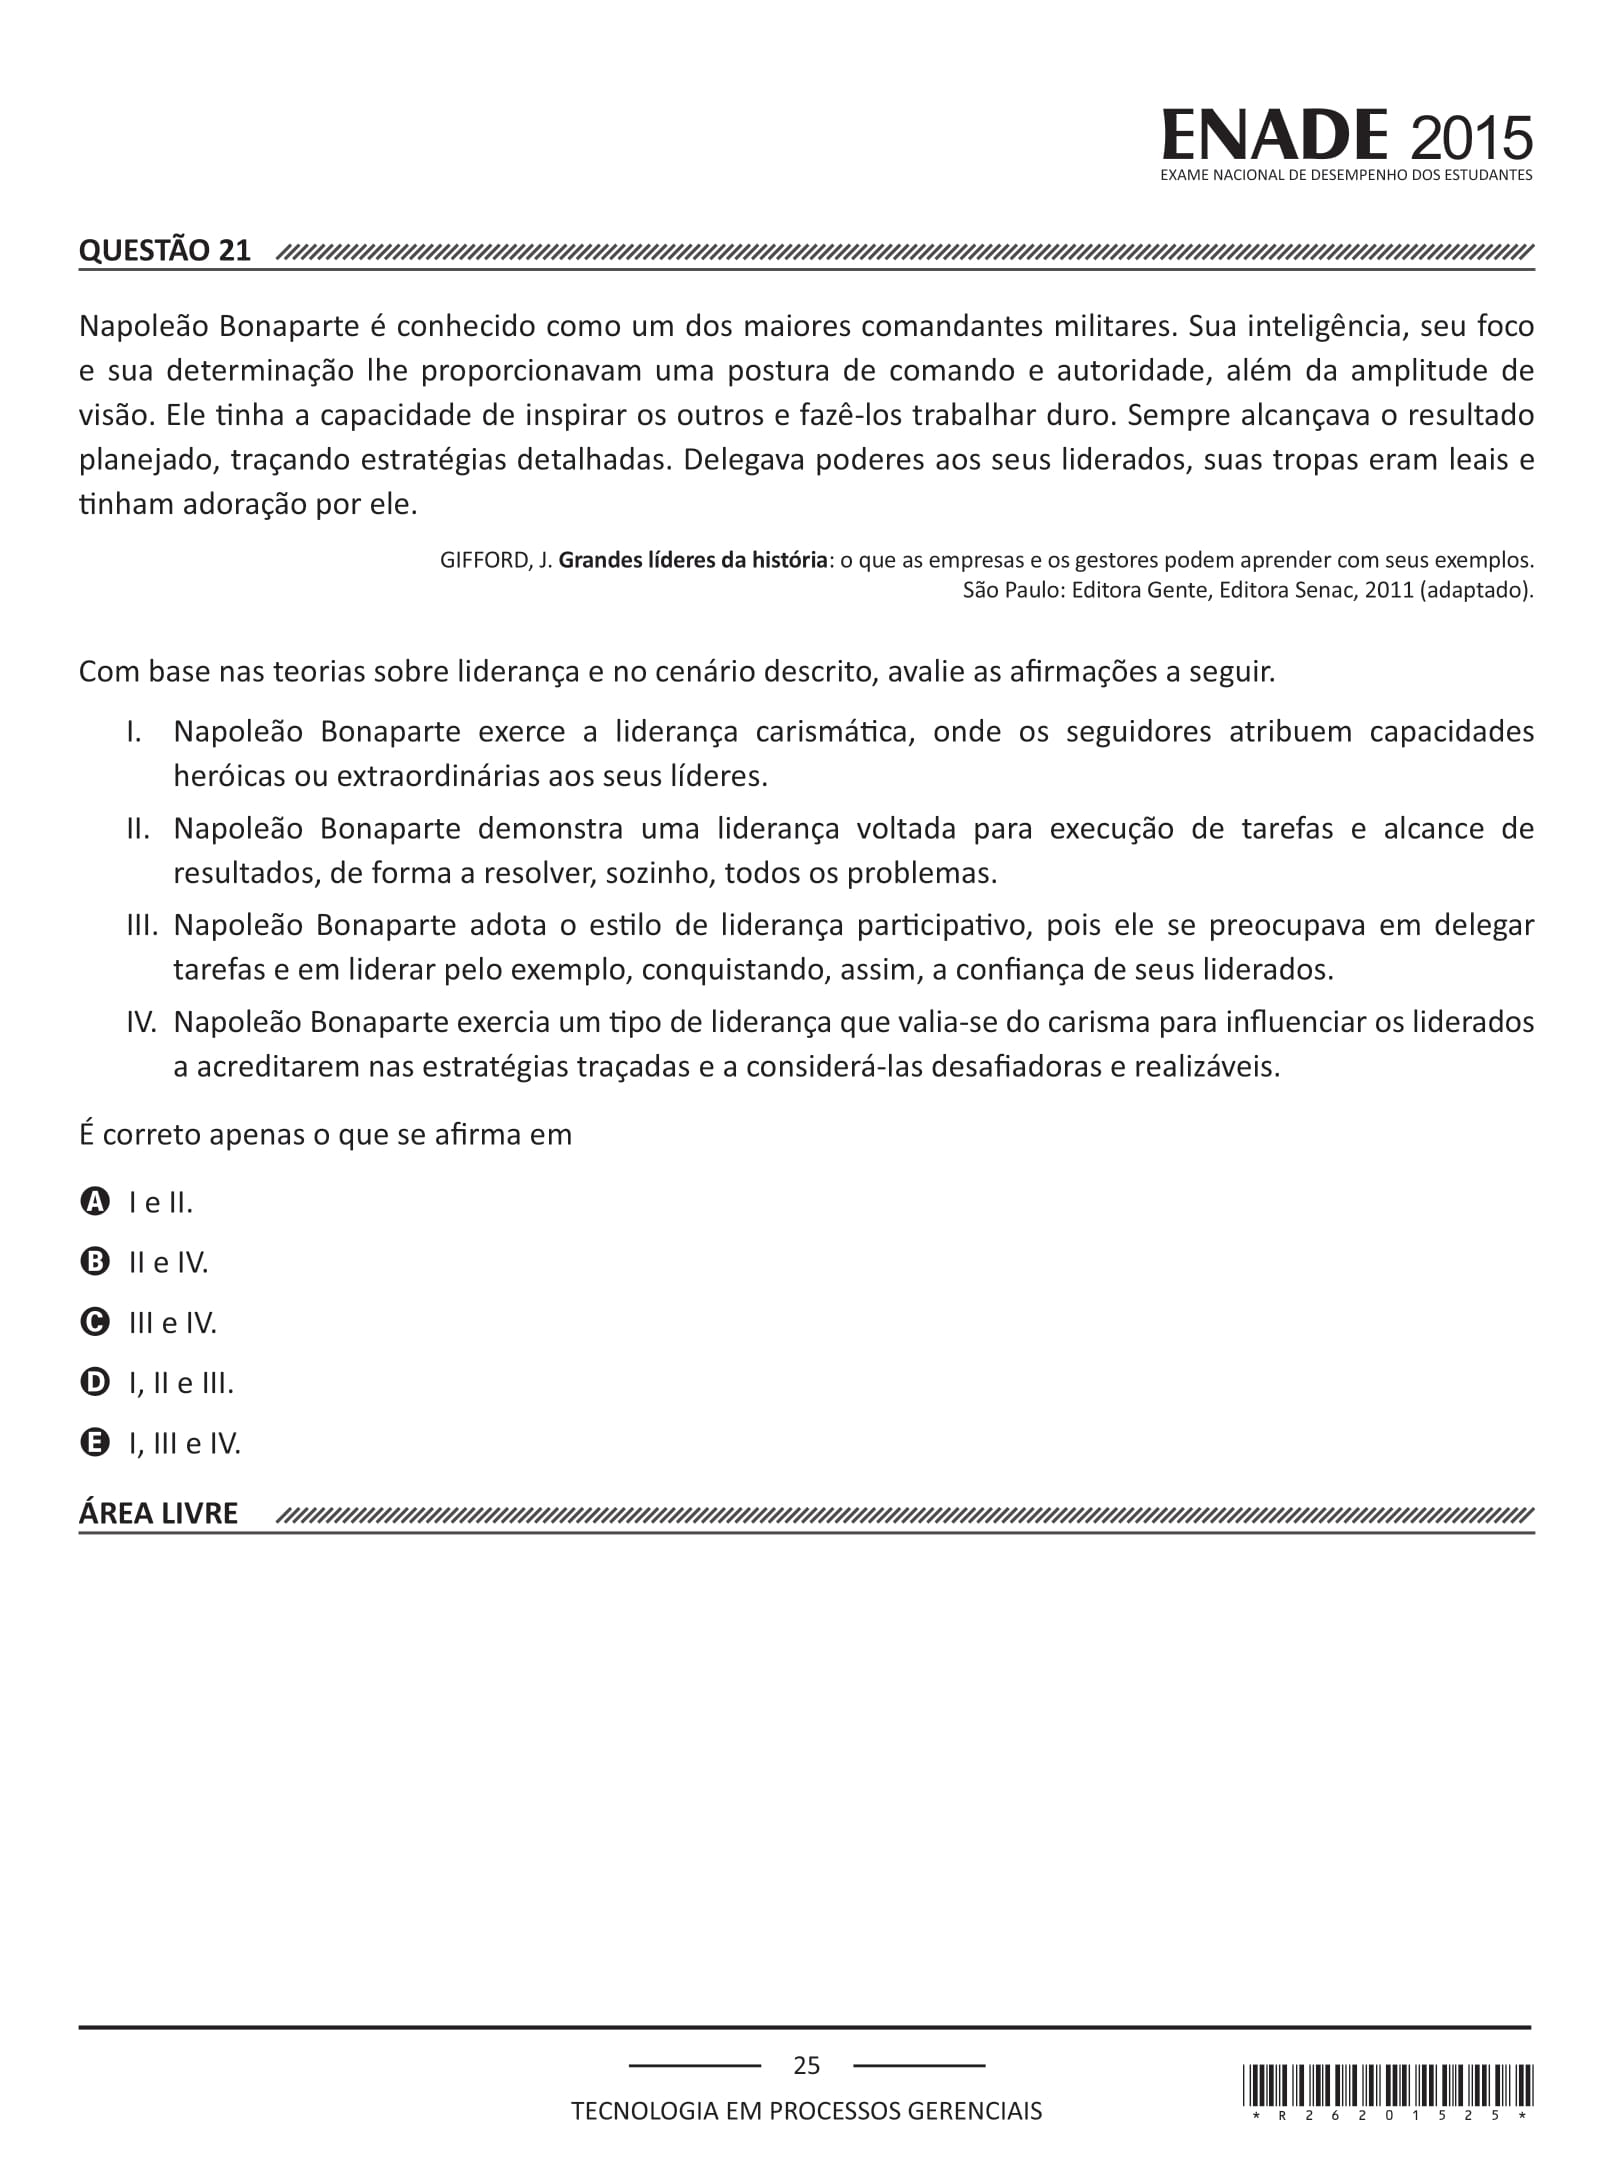 ENADE 2015
EXAME NACIONAL DE DESEMPENHO DOS ESTUDANTES
QUESTÃO 21
Napoleão Bonaparte é conhecido como um dos maiores comandantes militares. Sua inteligência, seu foco
e sua determinação lhe proporcionavam uma postura de comando e autoridade, além da amplitude de
visão. Ele tinha a capacidade de inspirar os outros e fazê-los trabalhar duro. Sempre alcançava o resultado
planejado, traçando estratégias detalhadas. Delegava poderes aos seus liderados, suas tropas eram leais e
tinham adoração por ele.
GIFFORD, J. Grandes líderes da história: o que as empresas e os gestores podem aprender com seus exemplos.
São Paulo: Editora Gente, Editora Senac, 2011 (adaptado).
Com base nas teorias sobre liderança e no cenário descrito, avalie as afirmações a seguir.
I. Napoleão Bonaparte exerce a liderança carismática, onde os seguidores atribuem capacidades
heróicas ou extraordinárias aos seus líderes.
II. Napoleão Bonaparte demonstra uma liderança voltada para execução de tarefas e alcance de
resultados, de forma a resolver, sozinho, todos os problemas.
III. Napoleão Bonaparte adota o estilo de liderança participativo, pois ele se preocupava em delegar
tarefas e em liderar pelo exemplo, conquistando, assim, a confiança de seus liderados.
IV. Napoleão Bonaparte exercia um tipo de liderança que valia-se do carisma para influenciar os liderados
a acreditarem nas estratégias traçadas e a considerá-las desafiadoras e realizáveis.
É correto apenas o que se afirma em
A I e II.
B II e IV.
C III e IV.
D I, II e III.
E I, III e IV.
ÁREA LIVRE
25
TECNOLOGIA EM PROCESSOS GERENCIAIS
*R26201525*